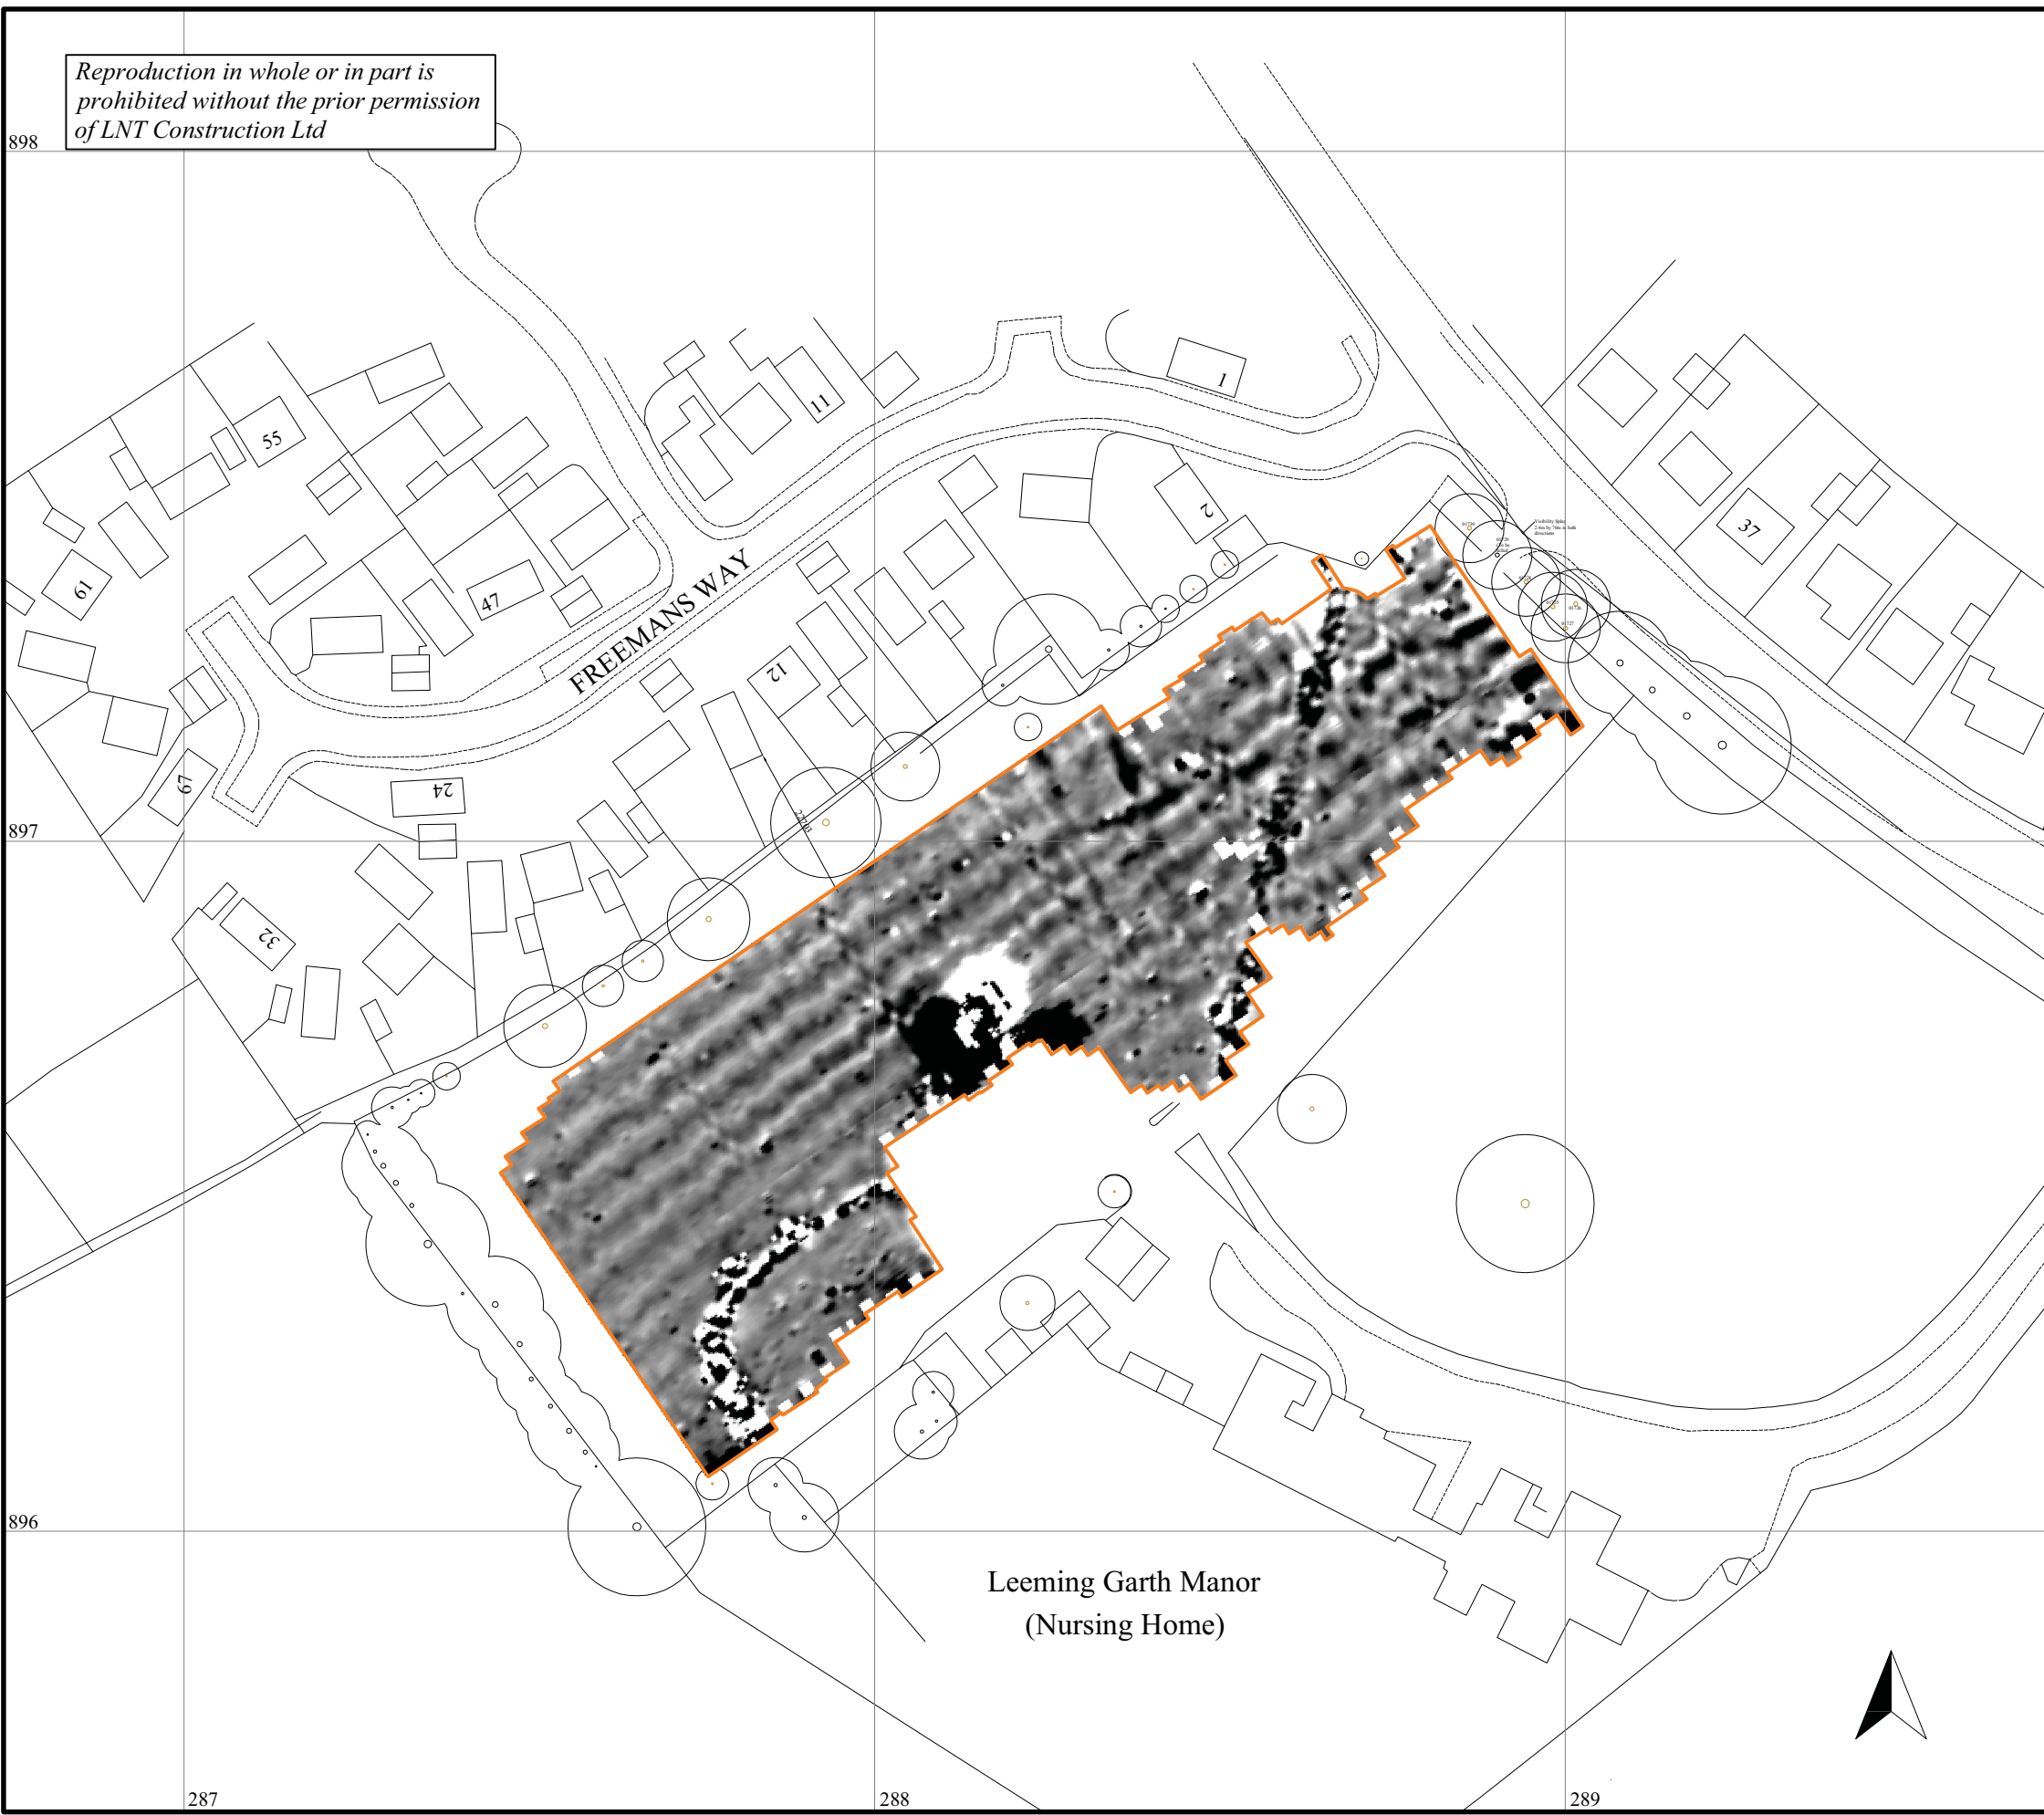 Reproduction in whole or in part is
prohibited without the prior permission
of LNT Construction Ltd
898
1
11
55
2
37
61
47
FREEMANS WAY
12
67
24
897
32
896
Leeming Garth Manor
(Nursing Home)
287
288
289